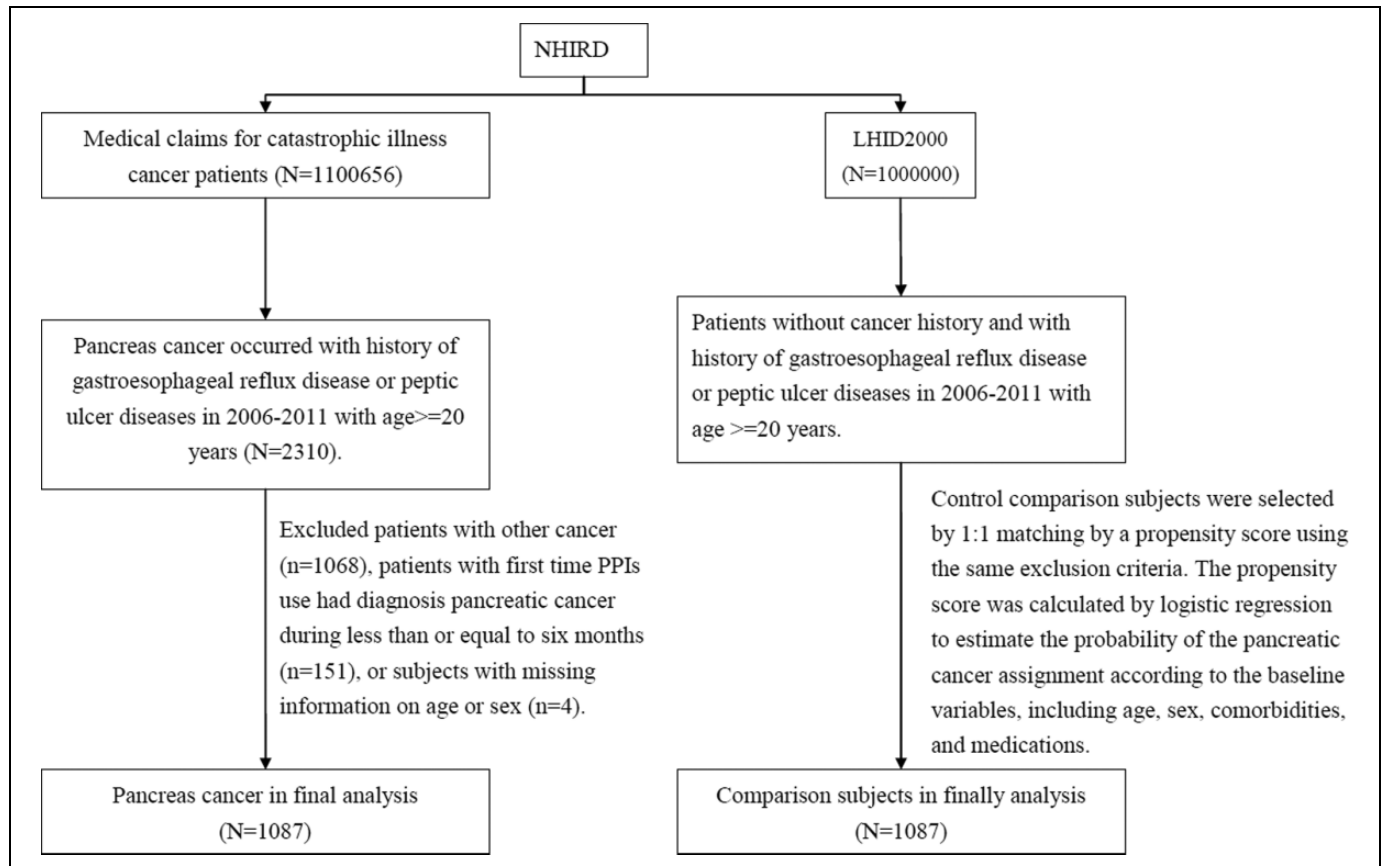 NHIRD
Medical claims for catastrophic illness
cancer patients (N=1100656)
LHID2000
(N=1000000)
Pancreas cancer occurred with history of
gastroesophageal reflux disease or peptic
ulcer diseases in 2006-2011 with age>=20
years (N=2310).
Patients without cancer history and with
history of gastroesophageal reflux disease
or peptic ulcer diseases in 2006-2011 with
age >=20 years.
Excluded patients with other cancer
(n=1068), patients with first time PPIs
use had diagnosis pancreatic cancer
during less than or equal to six months
(n=151), or subjects with missing
information on age or sex (n=4).
Control comparison subjects were selected
by 1:1 matching by a propensity score using
the same exclusion criteria. The propensity
score was calculated by logistic regression
to estimate the probability of the pancreatic
cancer assignment according to the baseline
variables, including age, sex, comorbidities,
and medications.
Pancreas cancer in final analysis
(N=1087)
Comparison subjects in finally analysis
(N=1087)